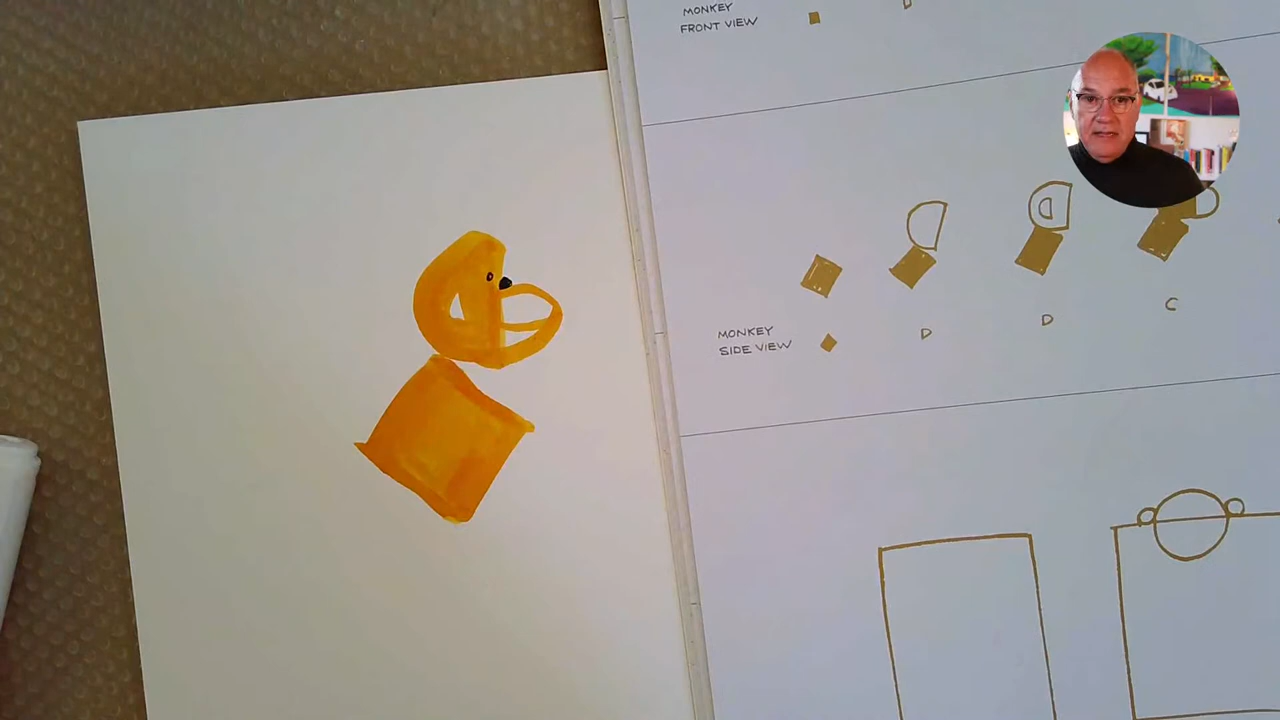 MONKEY
FRONT VIEW
MONKEY
SIDE VIEW
D
D
C